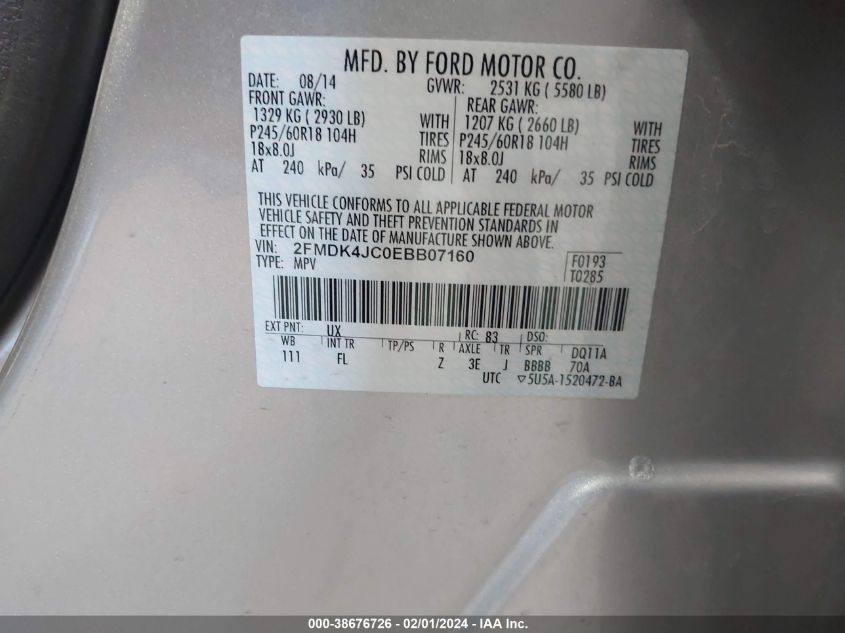 MFD. BY FORD MOTOR CO.
DATE: 08/14 GVWR: 2531 KG ( 5580 LB)
FRONT GAWR: REAR GAWR:
1329 KG ( 2930 LB) WITH 1207 KG ( 2660 LB) WITH
P245/60R18 104H TIRES P245/60R18 104H TIRES
18x8.0J RIMS 18x8.0J RIMS
AT 240 kPa/ 35 PSI COLD AT 240 kPa/ 35 PSI COLD
THIS VEHICLE CONFORMS TO ALL APPLICABLE FEDERAL MOTOR
VEHICLE SAFETY AND THEFT PREVENTION STANDARDS IN
EFFECT ON THE DATE OF MANUFACTURE SHOWN ABOVE.
VIN: 2FMDK4JC0EBB07160 F0193
TYPE: MPV T0285
EXT PNT: UX RC: 83 DSO:
WB INT TR TP/PS R AXLE TR SPR DQ11A
111 FL Z 3E J BBBB 70A
UTC ▽5U5A-1520472-BA
000-38676726 - 02/01/2024 - IAA Inc.